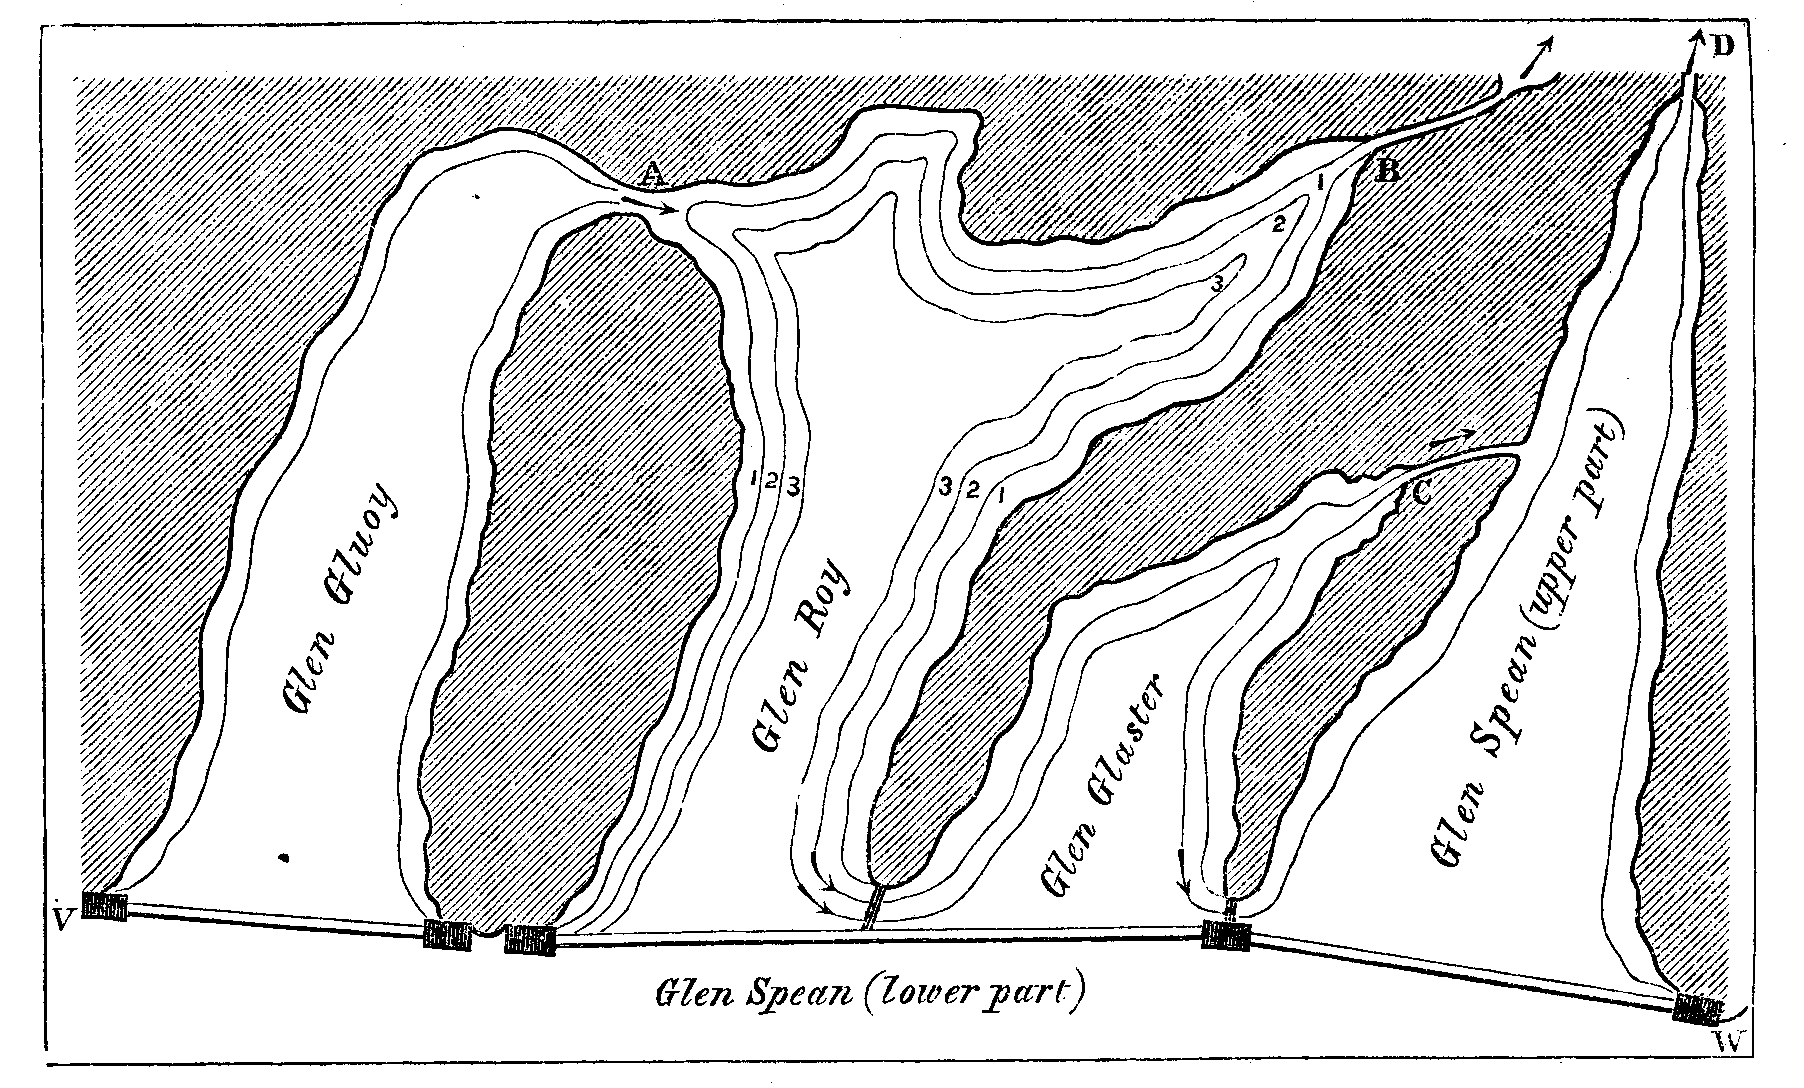 D
A
B
1
2
3
C
1 2 3
3 2 1
Glen Gluoy
Glen Roy
Glen Glaster
Glen Spean (upper part)
V
Glen Spean (lower part)
W